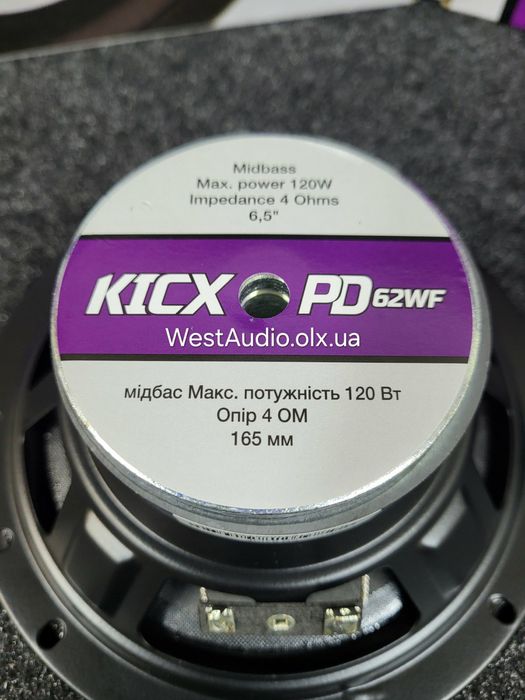 Midbass
Max. power 120W
Impedance 4 Ohms
6,5"
KICX PD62WF
WestAudio.olx.ua
мідбас Макс. потужність 120 Вт
Опір 4 ОМ
165 мм